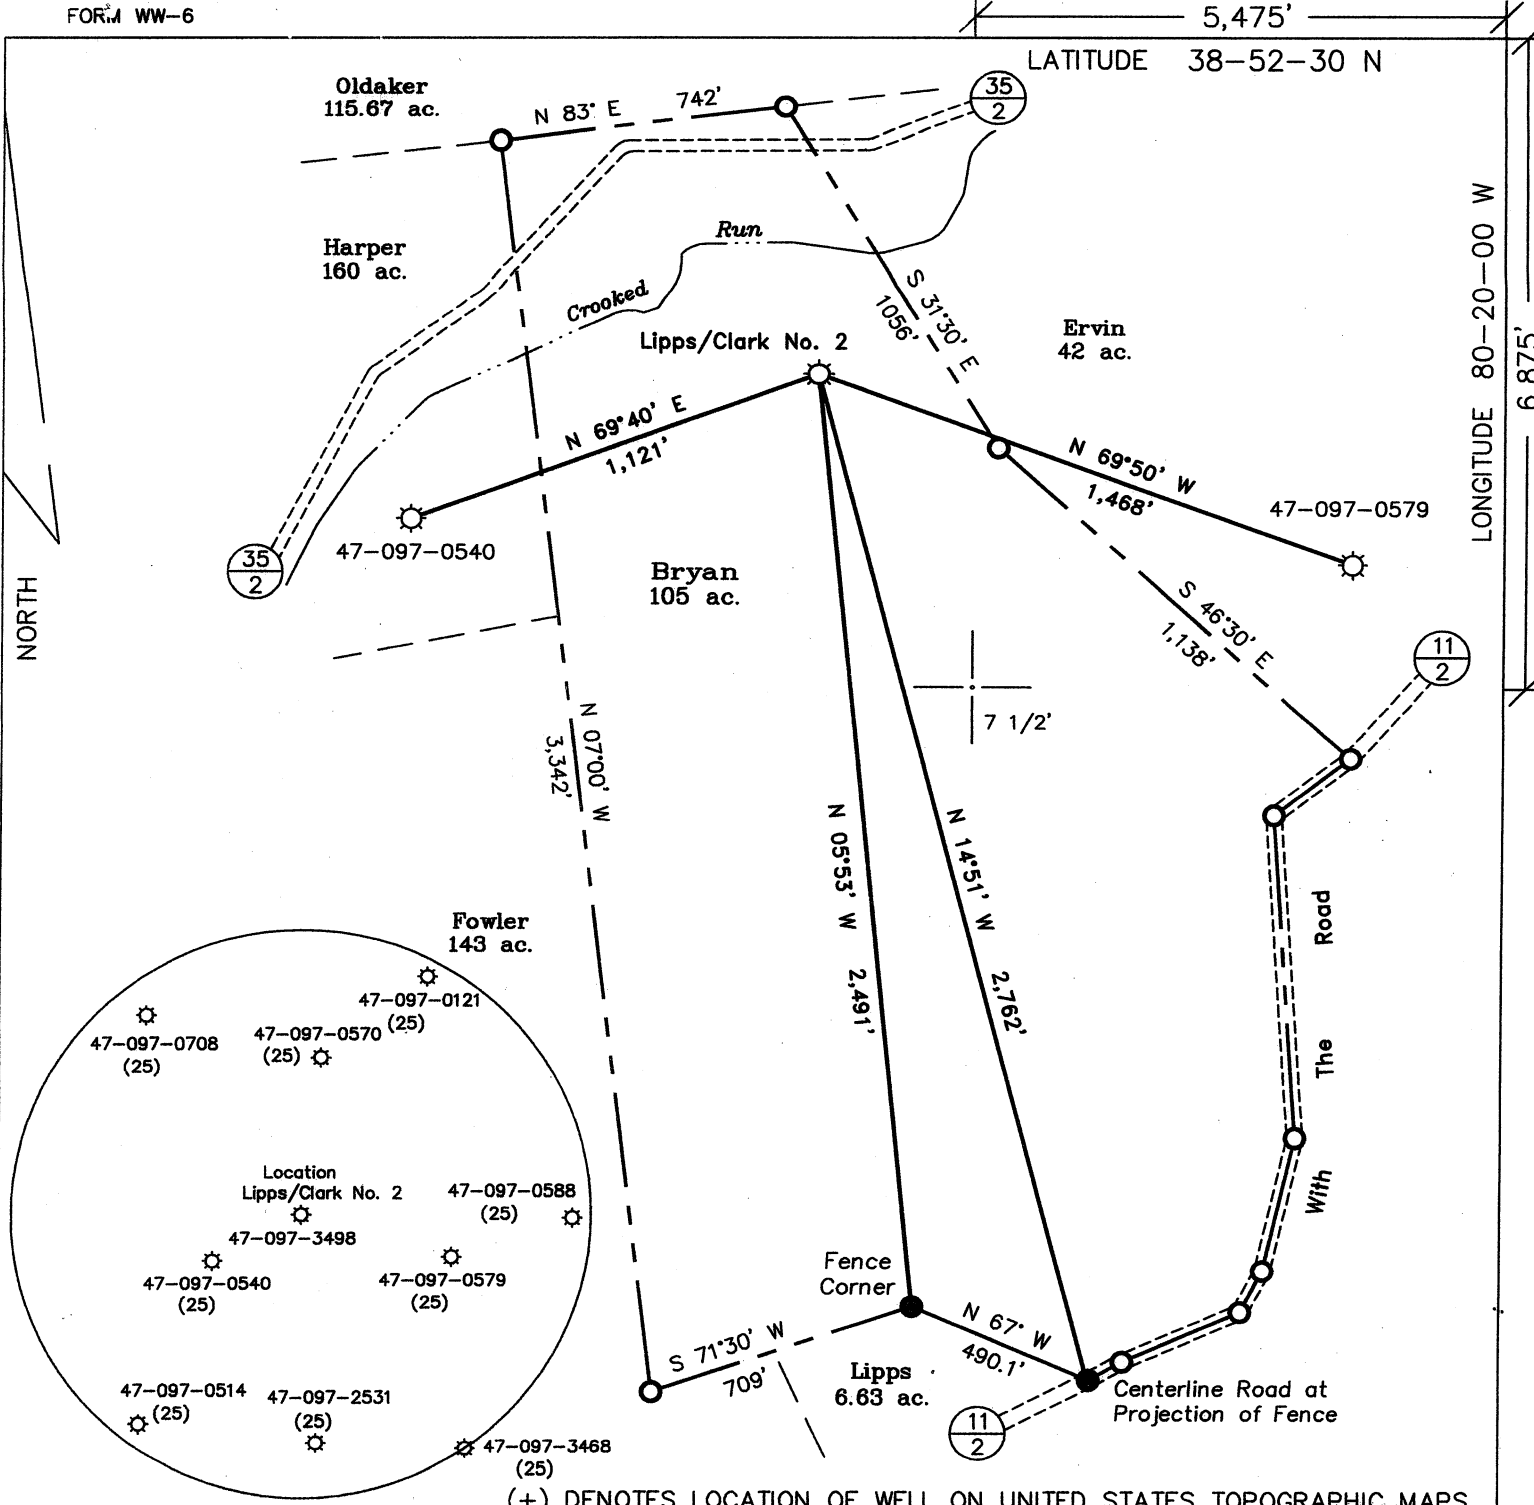 FORM WW-6
5,475'
LATITUDE 38-52-30 N
Oldaker
115.67 ac.
N 83° E 742'
35
2
Harper
160 ac.
Run
Crooked
S 31°30' E
1056'
Ervin
42 ac.
LONGITUDE 80-20-00 W
6,875'
Lipps/Clark No. 2
N 69°40' E
1,121'
N 69°50' W
1,468'
47-097-0579
47-097-0540
35
2
NORTH
Bryan
105 ac.
S 46°30' E
1,138'
11
2
7 1/2'
N 07°00' W
3,342'
N 05°53' W 2,491'
N 14°51' W 2,762'
With The Road
Fowler
143 ac.
47-097-0121
(25)
47-097-0708
(25)
47-097-0570
(25)
Location
Lipps/Clark No. 2
47-097-3498
47-097-0588
(25)
47-097-0540
(25)
47-097-0579
(25)
Fence
Corner
N 67° W
490.1'
S 71°30' W
709'
Lipps
6.63 ac.
Centerline Road at
Projection of Fence
11
2
47-097-0514
(25)
47-097-2531
(25)
47-097-3468
(25)
(+) DENOTES LOCATION OF WELL ON UNITED STATES TOPOGRAPHIC MAPS